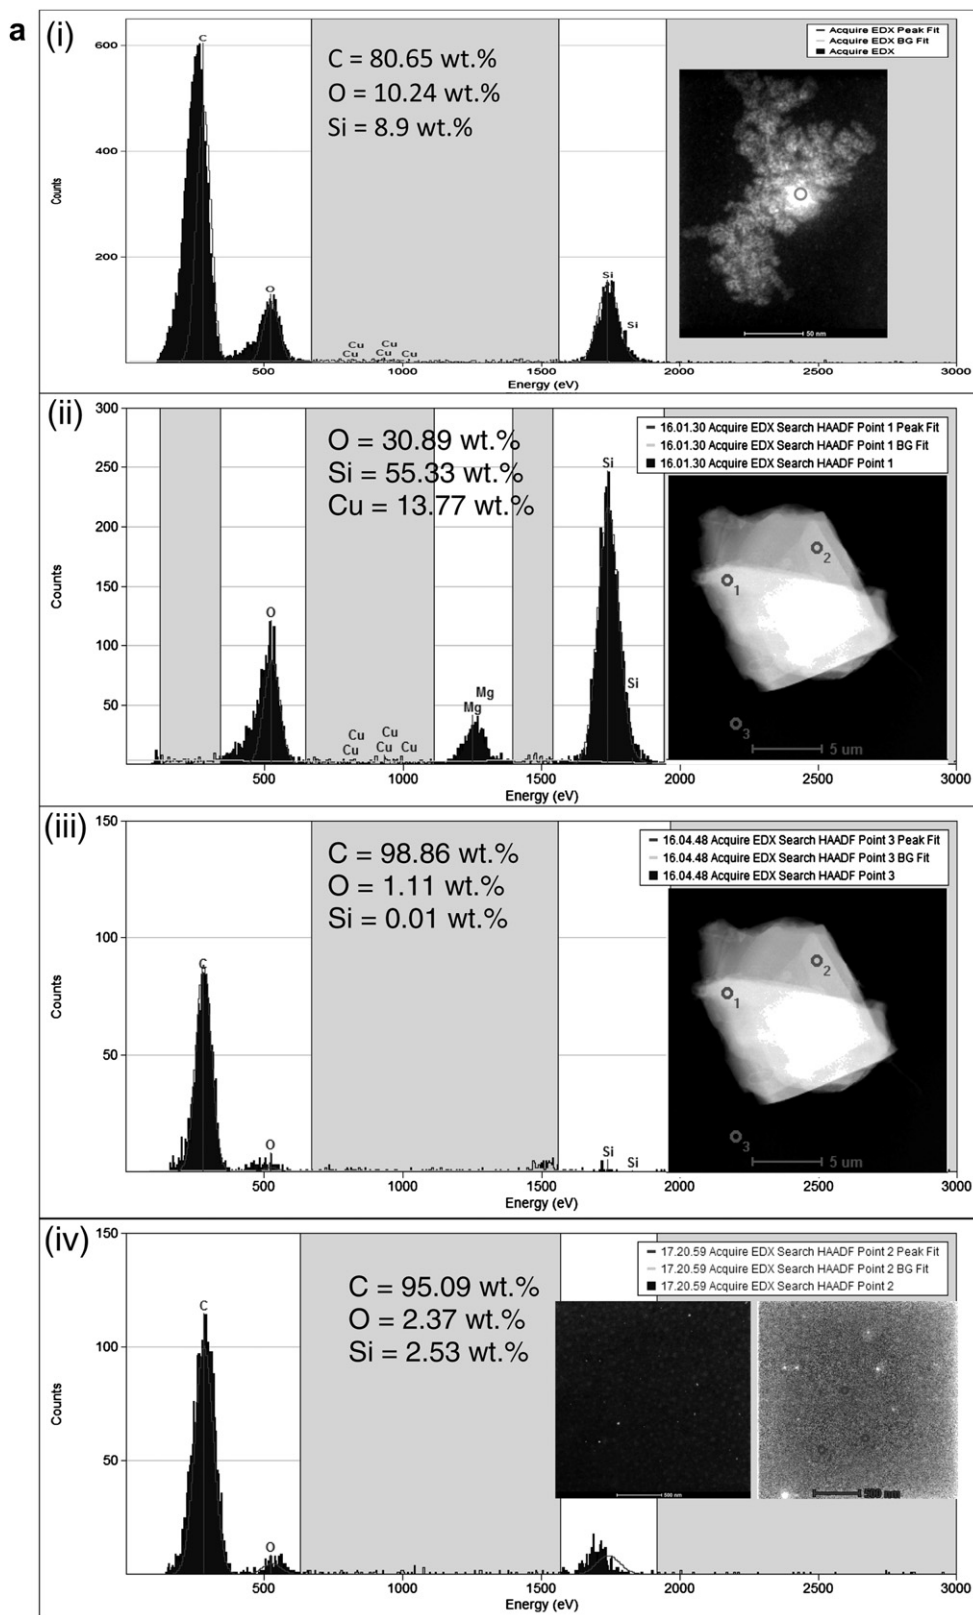 a
(i)
Acquire EDX Peak Fit
Acquire EDX BG Fit
Acquire EDX
C = 80.65 wt.%
O = 10.24 wt.%
Si = 8.9 wt.%
600
400
200
Counts
C
O
Cu
Cu
Cu
Cu
Cu
Si
Si
50 nm
500
1000
1500
2000
2500
3000
Energy (eV)
(ii)
16.01.30 Acquire EDX Search HAADF Point 1 Peak Fit
16.01.30 Acquire EDX Search HAADF Point 1 BG Fit
16.01.30 Acquire EDX Search HAADF Point 1
O = 30.89 wt.%
Si = 55.33 wt.%
Cu = 13.77 wt.%
300
250
200
150
100
50
Counts
O
Cu
Cu
Cu
Cu
Cu
Mg
Mg
Si
Si
1
2
3
5 um
500
1000
1500
2000
2500
3000
Energy (eV)
(iii)
16.04.48 Acquire EDX Search HAADF Point 3 Peak Fit
16.04.48 Acquire EDX Search HAADF Point 3 BG Fit
16.04.48 Acquire EDX Search HAADF Point 3
C = 98.86 wt.%
O = 1.11 wt.%
Si = 0.01 wt.%
150
100
50
Counts
C
O
Si
Si
1
2
3
5 um
500
1000
1500
2000
2500
3000
Energy (eV)
(iv)
17.20.59 Acquire EDX Search HAADF Point 2 Peak Fit
17.20.59 Acquire EDX Search HAADF Point 2 BG Fit
17.20.59 Acquire EDX Search HAADF Point 2
C = 95.09 wt.%
O = 2.37 wt.%
Si = 2.53 wt.%
150
100
50
Counts
C
O
500 nm
500 nm
500
1000
1500
2000
2500
3000
Energy (eV)